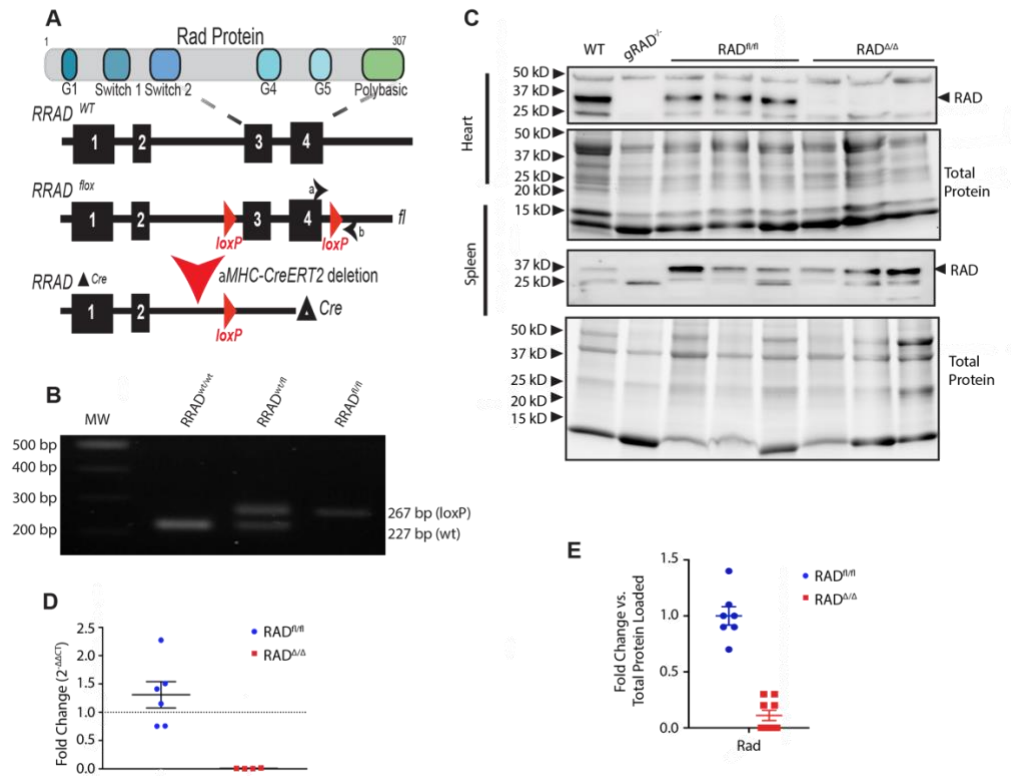 A
Rad Protein
1
307
G1 Switch 1 Switch 2 G4 G5 Polybasic
RRAD WT
1 2 3 4
RRAD flox
a
1 2 3 4 fl
b
loxP loxP
aMHC-CreERT2 deletion
RRAD ▲ Cre
1 2 Cre
loxP
B
MW RRADwt/wt RRADwt/fl RRADfl/fl
500 bp
400 bp
300 bp
200 bp
267 bp (loxP)
227 bp (wt)
C
WT gRAD-/- RADfl/fl RADΔ/Δ
Heart
50 kD
37 kD
25 kD
RAD
50 kD
37 kD
25 kD
20 kD
15 kD
Total
Protein
Spleen
37 kD
25 kD
RAD
50 kD
37 kD
25 kD
20 kD
15 kD
Total
Protein
D
Fold Change (2-ΔΔCT)
2.5
2.0
1.5
1.0
0.5
0.0
RADfl/fl
RADΔ/Δ
E
Fold Change vs.
Total Protein Loaded
1.5
1.0
0.5
0.0
Rad
RADfl/fl
RADΔ/Δ